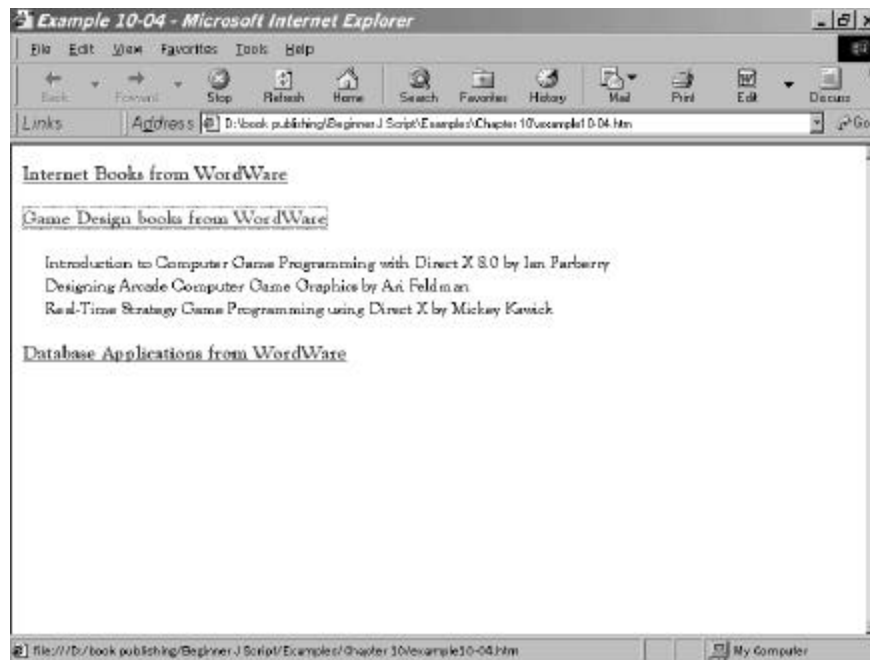 Example 10-04 - Microsoft Internet Explorer
File Edit View Favorites Tools Help
Back Forward Stop Refresh Home Search Favorites History Mail Print Edit Discuss
Links Address D:\book publishing\Beginner J Script\Examples\Chapter 10\example10-04.htm Go
Internet Books from WordWare
Game Design books from WordWare
Introduction to Computer Game Programming with Direct X 8.0 by Ian Parberry
Designing Arcade Computer Game Graphics by Ari Feldman
Real-Time Strategy Game Programming using Direct X by Mickey Kawick
Database Applications from WordWare
file:///D:/book publishing/Beginner J Script/Examples/Chapter 10/example10-04.htm My Computer